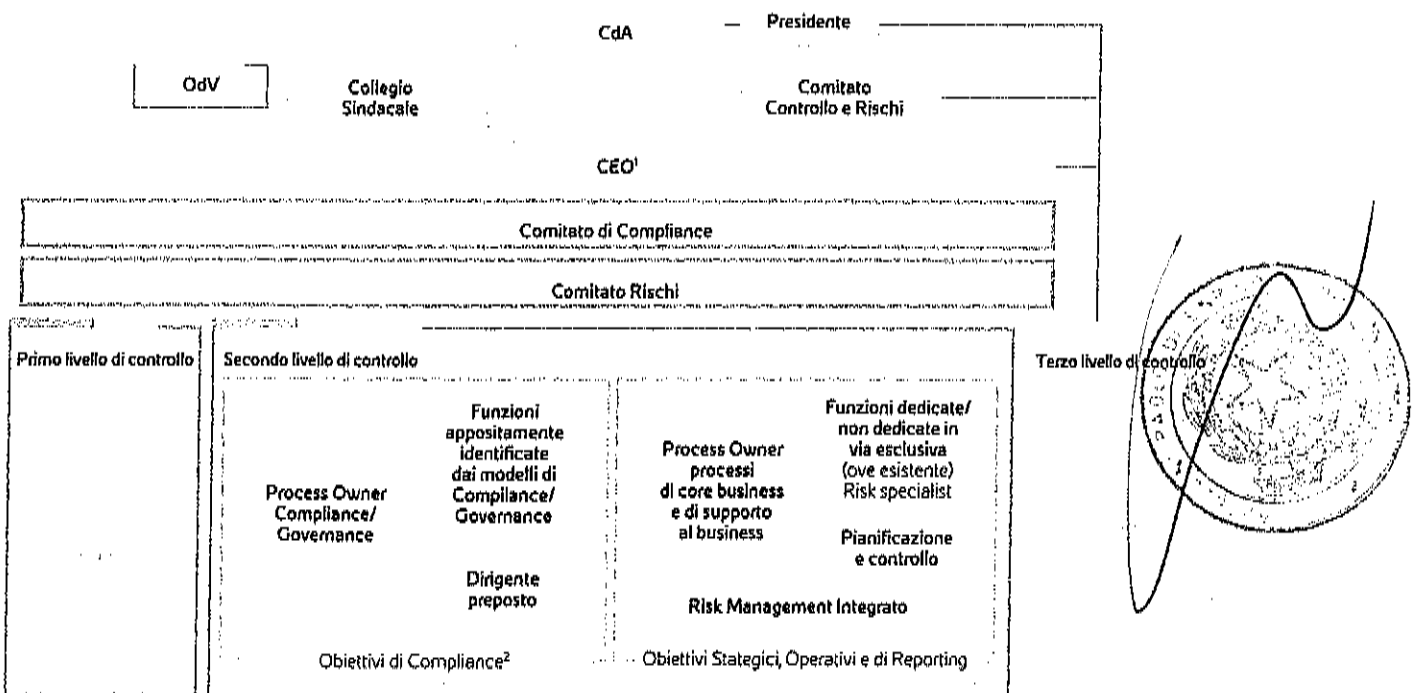 CdA
Presidente
OdV
Collegio
Sindacale
Comitato
Controllo e Rischi
CEO¹
Comitato di Compliance
Comitato Rischi
Primo livello di controllo
Secondo livello di controllo
Terzo livello di controllo
Process Owner
Compliance/
Governance
Funzioni
appositamente
identificate
dai modelli di
Compliance/
Governance
Dirigente
preposto
Obiettivi di Compliance²
Process Owner
processi
di core business
e di supporto
al business
Funzioni dedicate/
non dedicate in
via esclusiva
(ove esistente)
Risk specialist
Pianificazione
e controllo
Risk Management Integrato
Obiettivi Stategici, Operativi e di Reporting